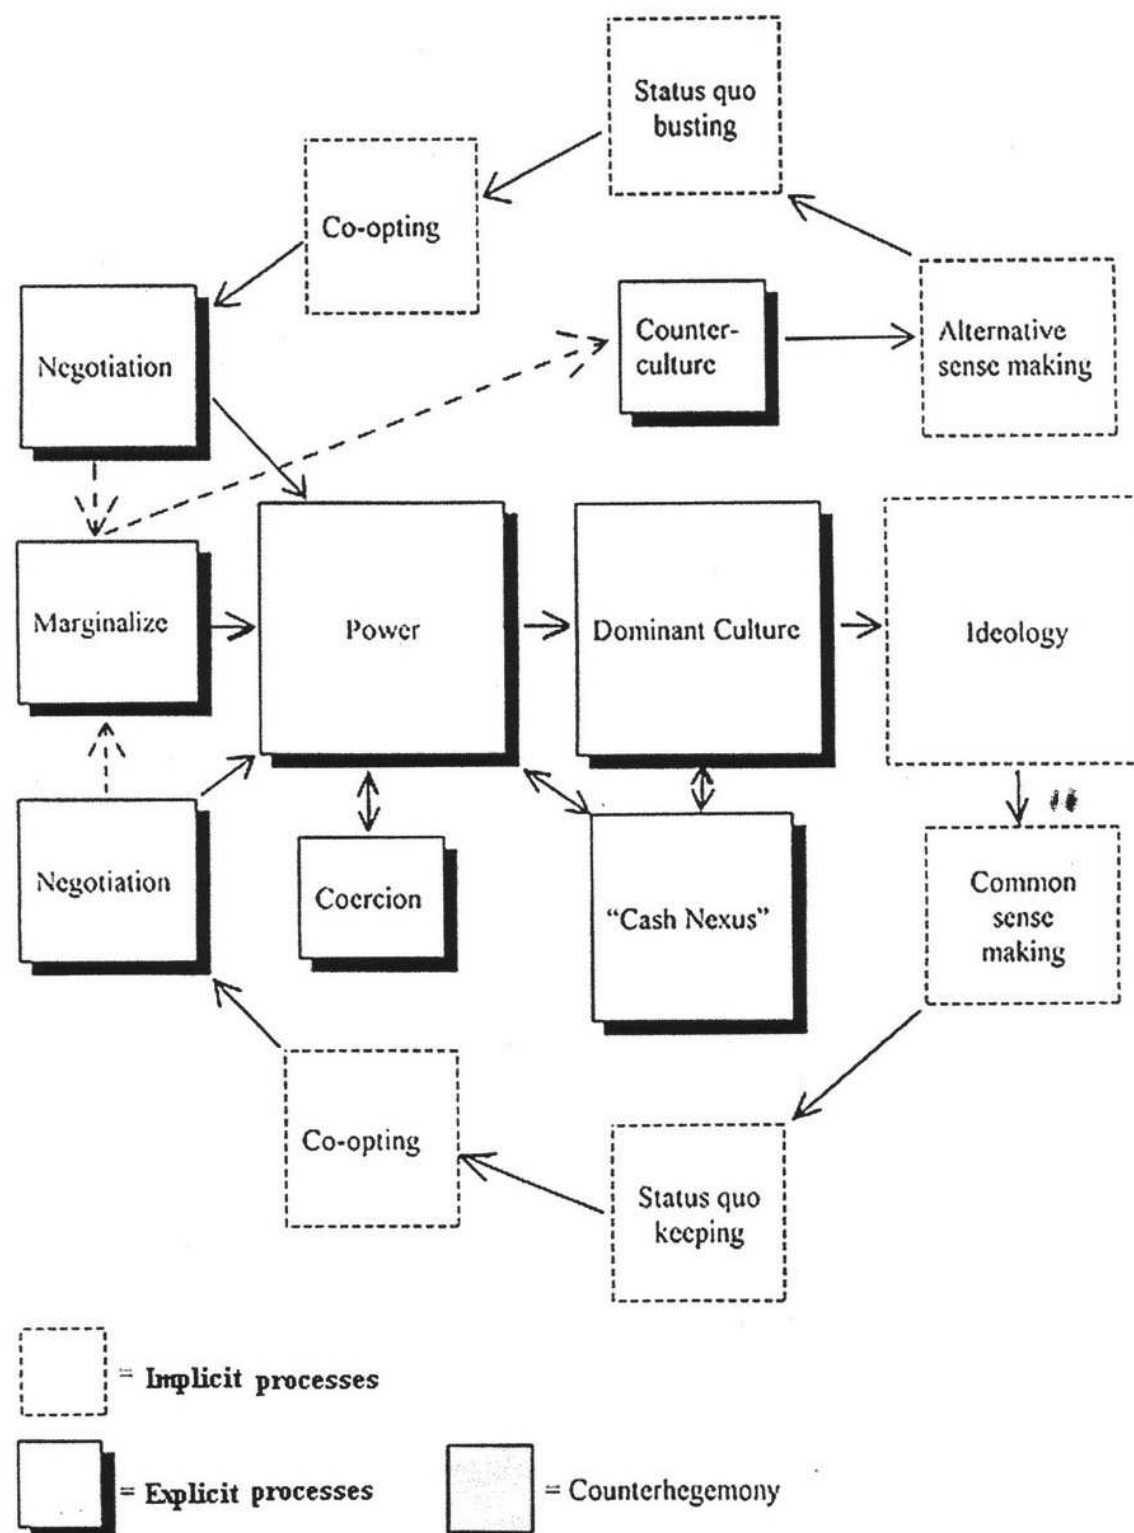 Status quo
busting
Co-opting
Negotiation
Counter-
culture
Alternative
sense making
Marginalize
Power
Dominant Culture
Ideology
Negotiation
Coercion
“Cash Nexus”
Common
sense
making
Co-opting
Status quo
keeping
= Implicit processes
= Explicit processes
= Counterhegemony